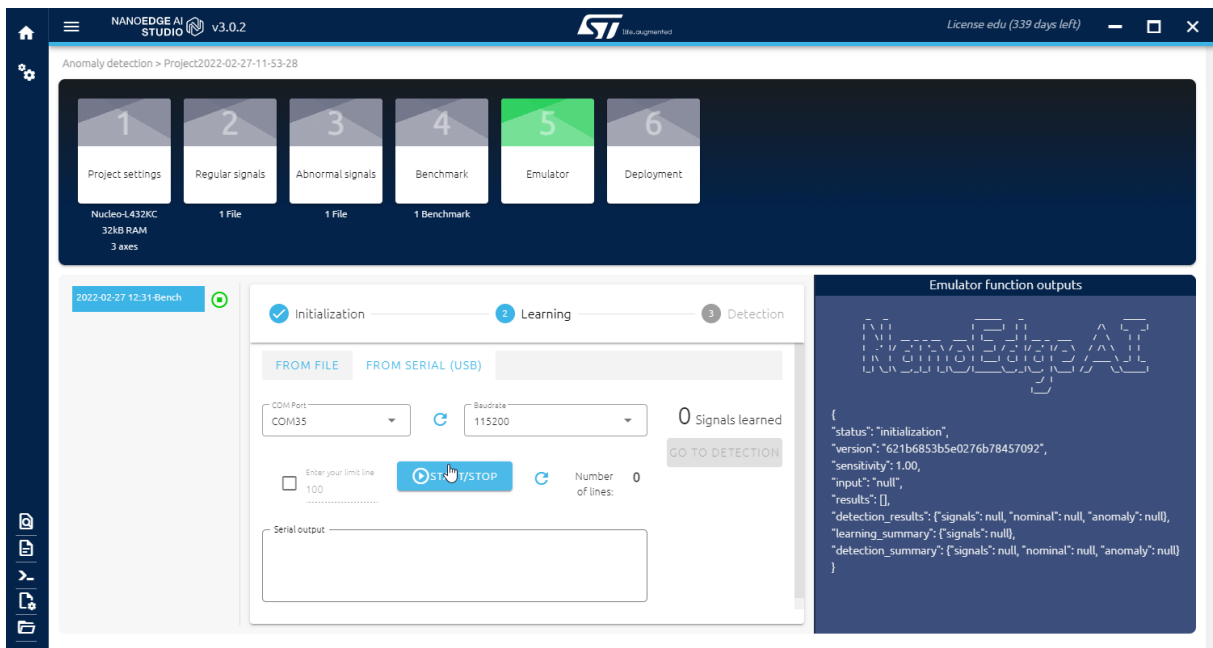 NANOEDGE AI
STUDIO
v3.0.2
ST life.augmented
License edu (339 days left)
Anomaly detection > Project2022-02-27-11-53-28
1 2 3 4 5 6
Project settings Regular signals Abnormal signals Benchmark Emulator Deployment
Nucleo-L432KC 1 File 1 File 1 Benchmark
32kB RAM
3 axes
2022-02-27 12:31-Bench
Initialization 2 Learning 3 Detection
FROM FILE FROM SERIAL (USB)
COM Port
COM35
Baudrate
115200
0 Signals learned
GO TO DETECTION
Enter your limit line
100
START/STOP
Number
of lines:
0
Serial output
Emulator function outputs
NanoEdge AI
{
"status": "initialization",
"version": "621b6853b5e0276b78457092",
"sensitivity": 1.00,
"input": "null",
"results": [],
"detection_results": {"signals": null, "nominal": null, "anomaly": null},
"learning_summary": {"signals": null},
"detection_summary": {"signals": null, "nominal": null, "anomaly": null}
}